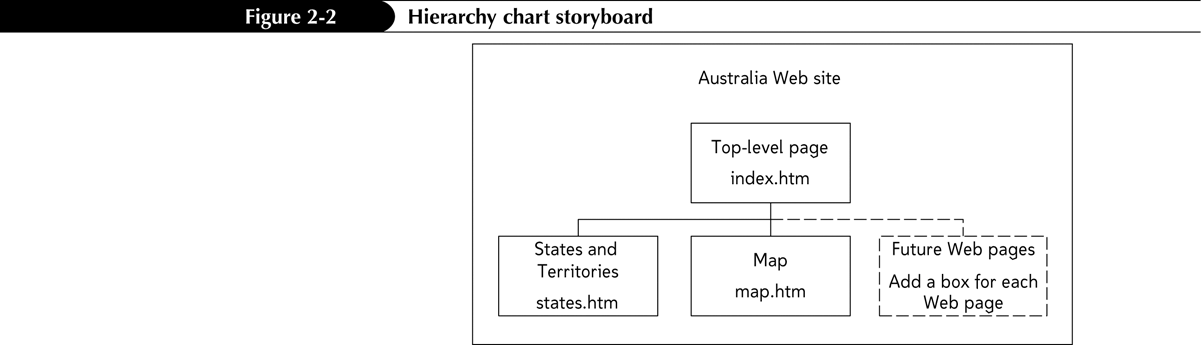 Figure 2-2 Hierarchy chart storyboard
Australia Web site
Top-level page
index.htm
States and
Territories
states.htm
Map
map.htm
Future Web pages
Add a box for each
Web page